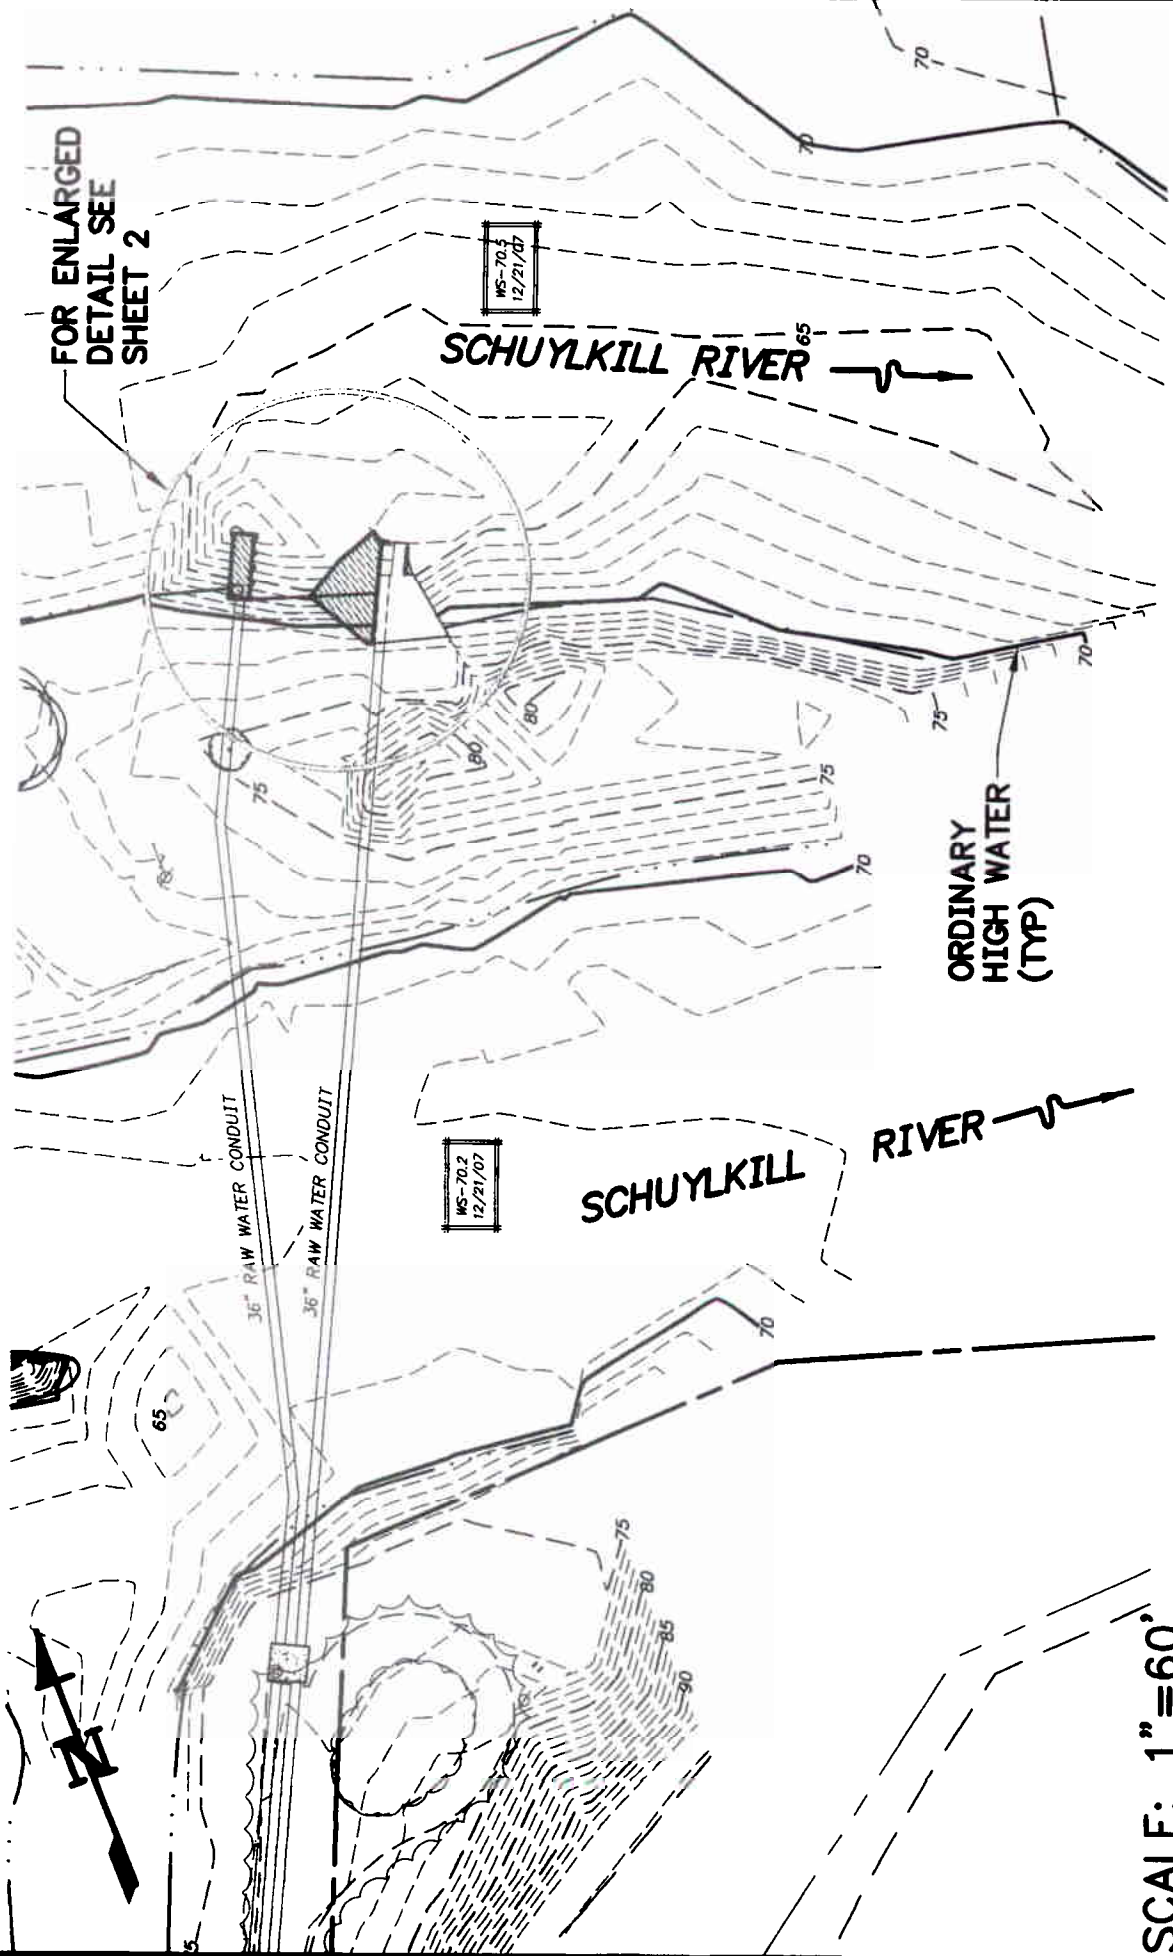 FOR ENLARGED
DETAIL SEE
SHEET 2
70
70
WS-70.5
12/21/07
SCHUYLKILL RIVER
65
80
80
75
75
75
70
70
ORDINARY
HIGH WATER
(TYP)
36" RAW WATER CONDUIT
36" RAW WATER CONDUIT
WS-70.2
12/21/07
SCHUYLKILL RIVER
70
65
75
80
85
90
N
SCALE: 1"=60'